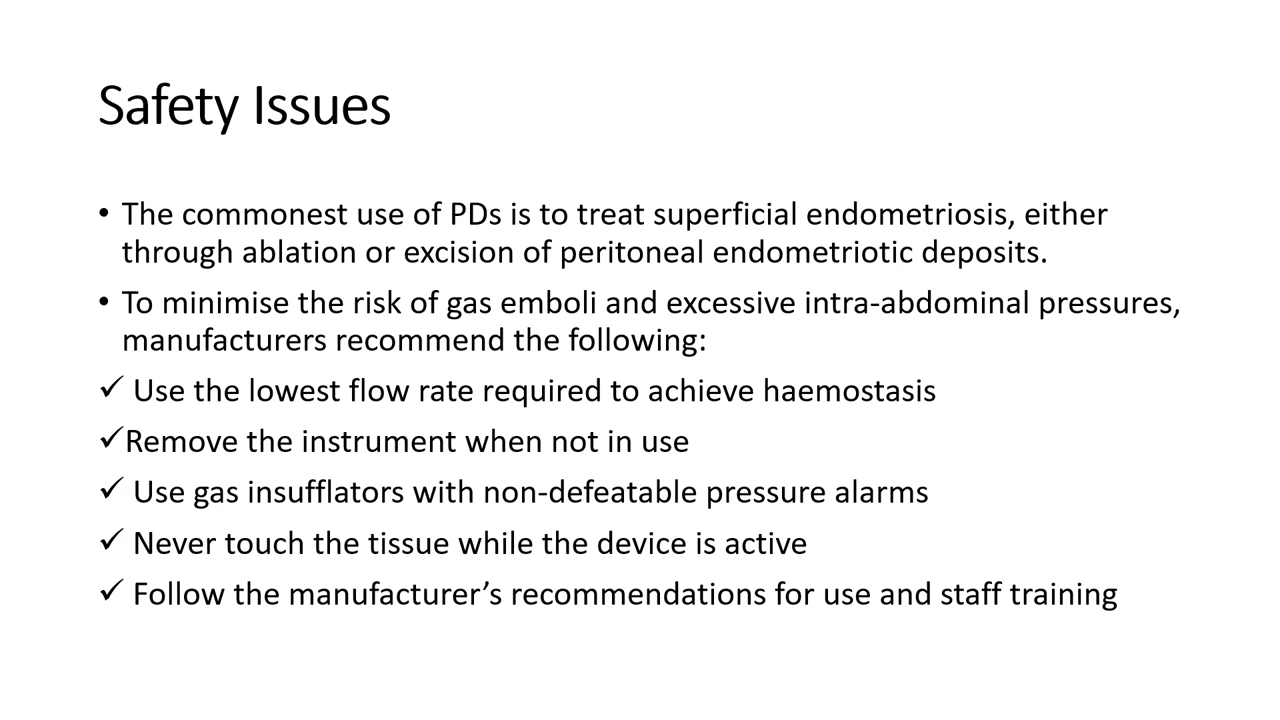 Safety Issues
• The commonest use of PDs is to treat superficial endometriosis, either
through ablation or excision of peritoneal endometriotic deposits.
• To minimise the risk of gas emboli and excessive intra-abdominal pressures,
manufacturers recommend the following:
✓ Use the lowest flow rate required to achieve haemostasis
✓Remove the instrument when not in use
✓ Use gas insufflators with non-defeatable pressure alarms
✓ Never touch the tissue while the device is active
✓ Follow the manufacturer’s recommendations for use and staff training